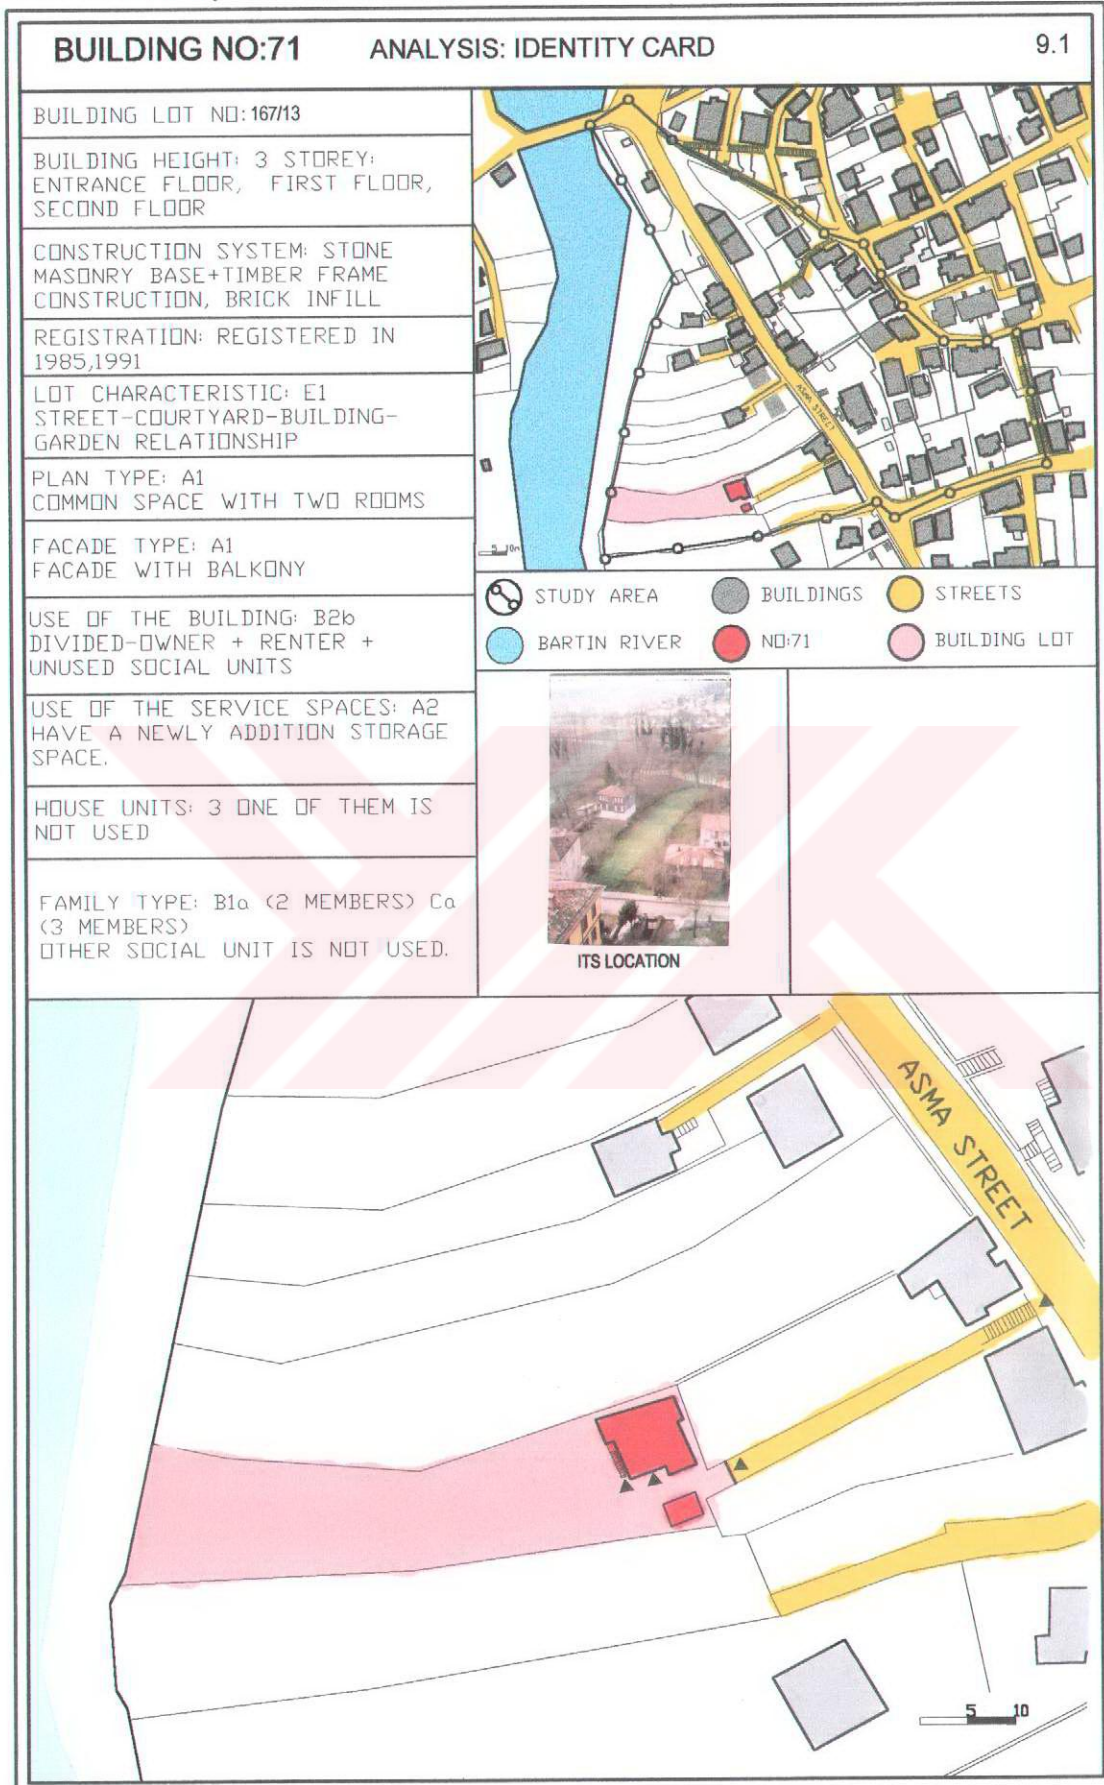 BUILDING NO:71 ANALYSIS: IDENTITY CARD 9.1
BUILDING LOT NO: 167/13
BUILDING HEIGHT: 3 STOREY:
ENTRANCE FLOOR, FIRST FLOOR,
SECOND FLOOR
CONSTRUCTION SYSTEM: STONE
MASONRY BASE+TIMBER FRAME
CONSTRUCTION, BRICK INFILL
REGISTRATION: REGISTERED IN
1985,1991
LOT CHARACTERISTIC: E1
STREET-COURTYARD-BUILDING-
GARDEN RELATIONSHIP
PLAN TYPE: A1
COMMON SPACE WITH TWO ROOMS
FACADE TYPE: A1
FACADE WITH BALKONY
USE OF THE BUILDING: B2b
DIVIDED-OWNER + RENTER +
UNUSED SOCIAL UNITS
USE OF THE SERVICE SPACES: A2
HAVE A NEWLY ADDITION STORAGE
SPACE.
HOUSE UNITS: 3 ONE OF THEM IS
NOT USED
FAMILY TYPE: B1a (2 MEMBERS) Ca
(3 MEMBERS)
OTHER SOCIAL UNIT IS NOT USED.
ASMA STREET
5 10m
STUDY AREA BUILDINGS STREETS
BARTIN RIVER NO:71 BUILDING LOT
ITS LOCATION
ASMA STREET
5 10